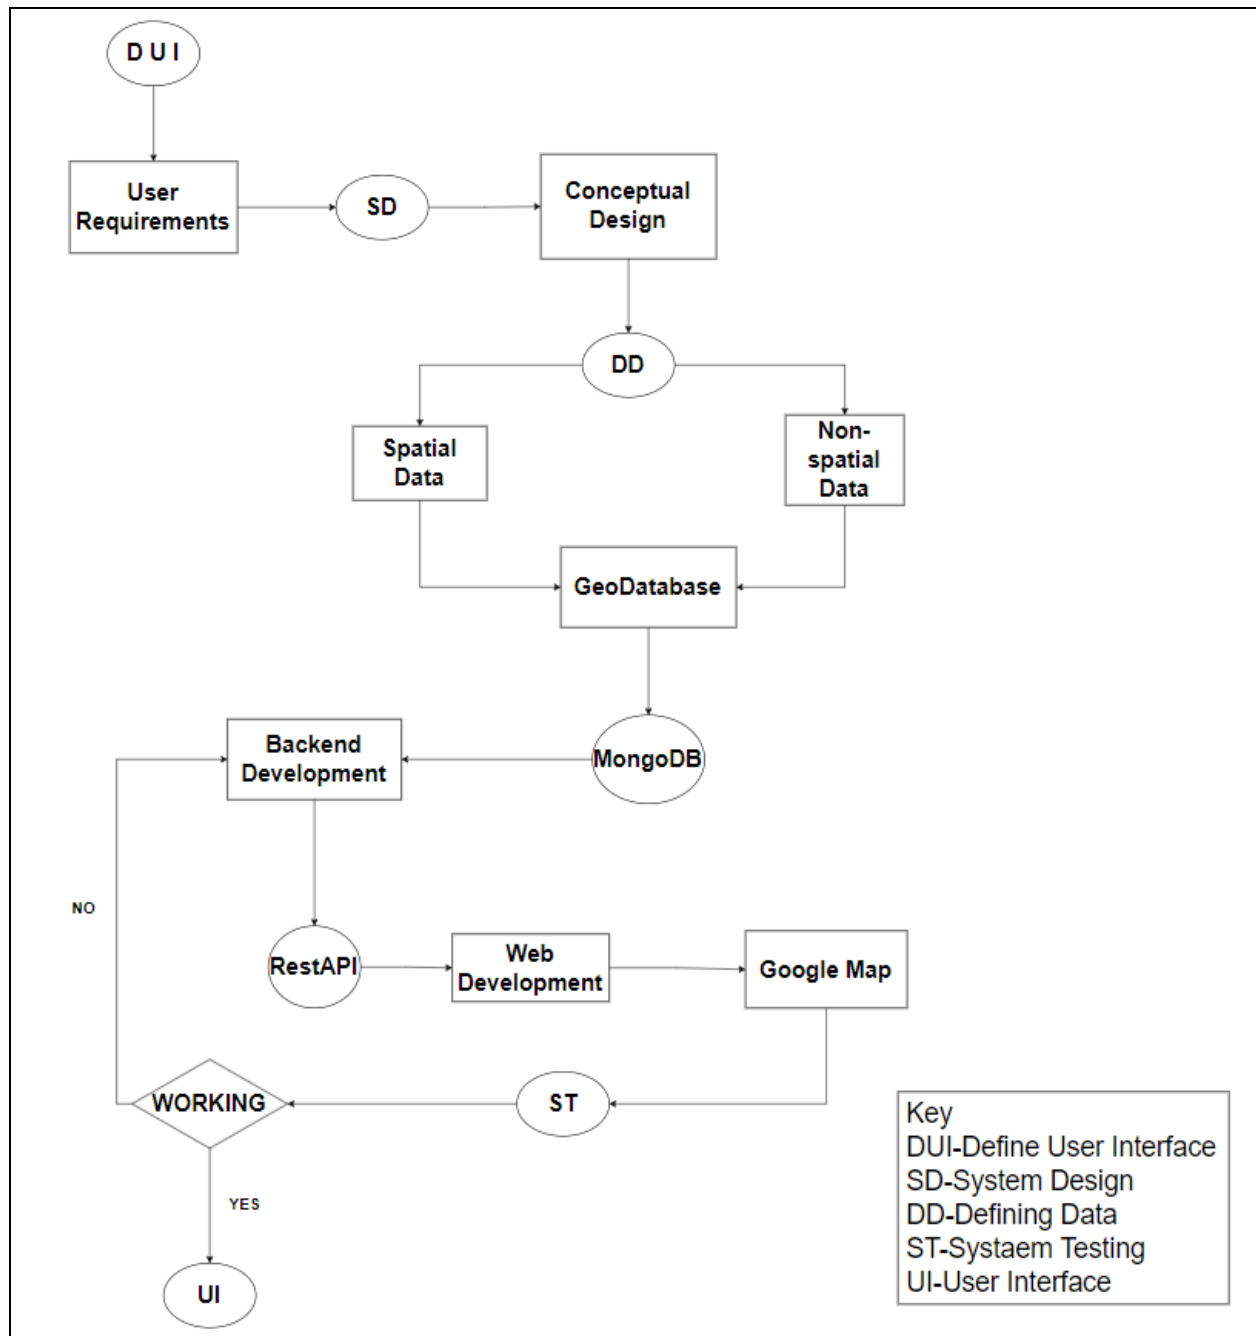 D U I
User
Requirements
SD
Conceptual
Design
DD
Spatial
Data
Non-
spatial
Data
GeoDatabase
MongoDB
Backend
Development
NO
RestAPI
Web
Development
Google Map
WORKING
ST
YES
UI
Key
DUI-Define User Interface
SD-System Design
DD-Defining Data
ST-Systaem Testing
UI-User Interface